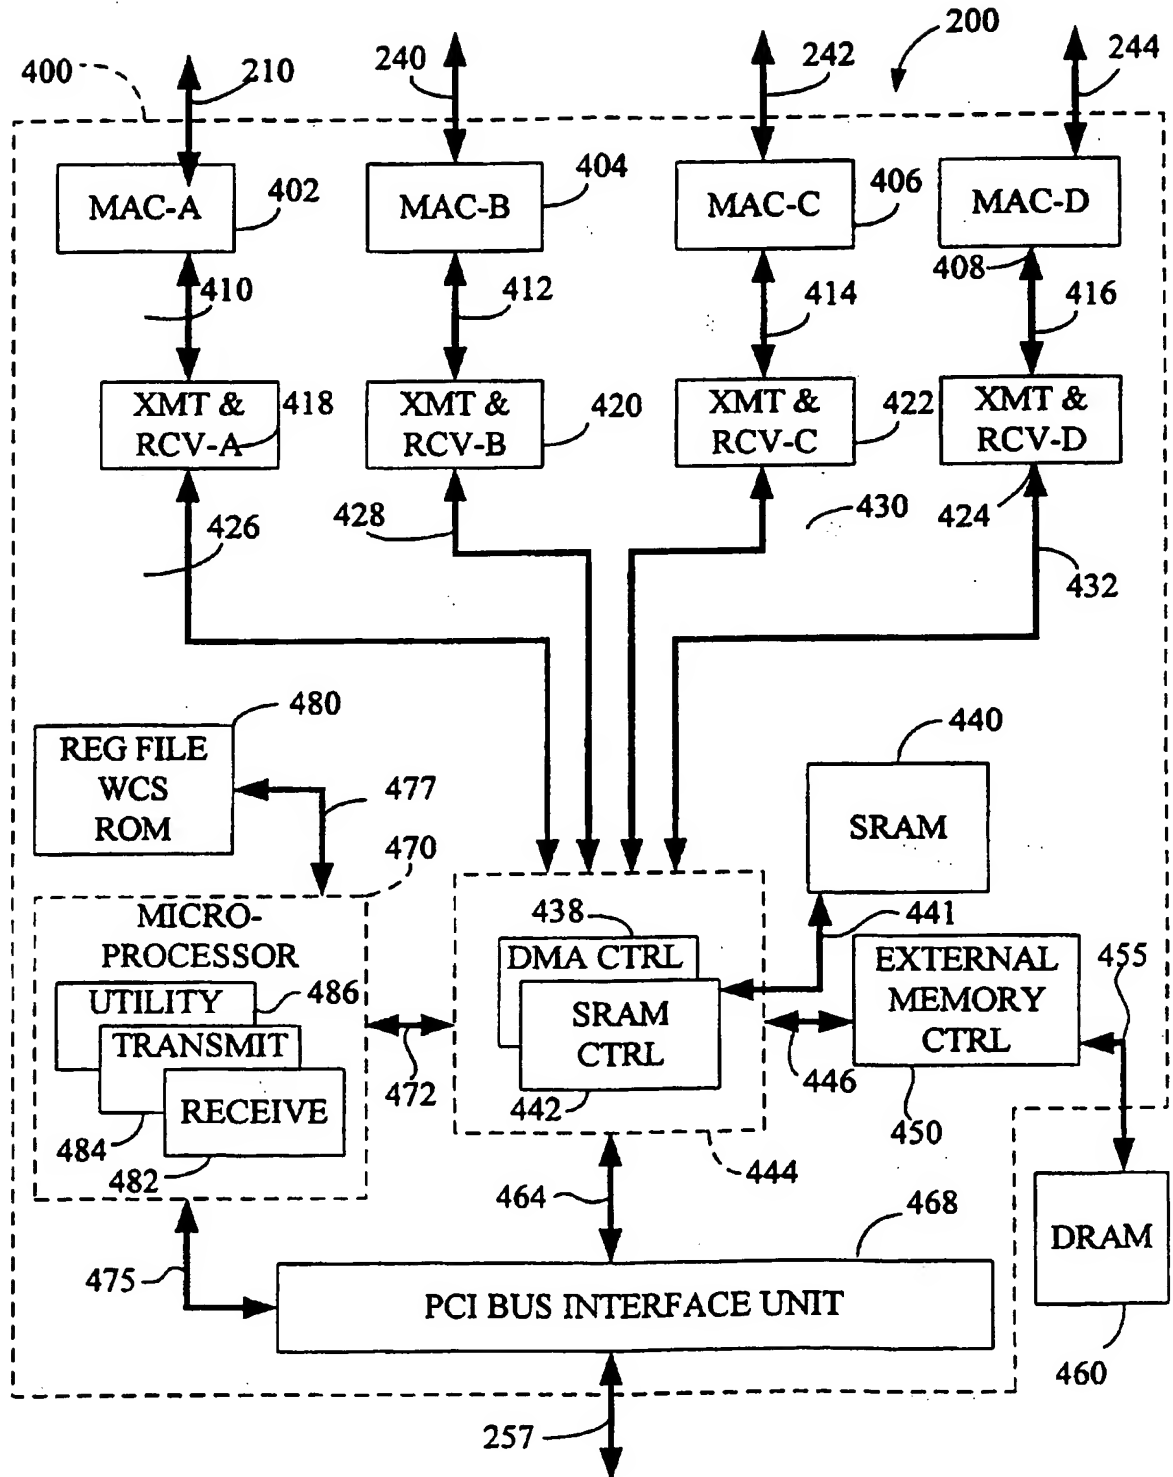 200
400
210
240
242
244
MAC-A
402
MAC-B
404
MAC-C
406
MAC-D
408
410
412
414
416
XMT &
RCV-A
418
XMT &
RCV-B
420
XMT &
RCV-C
422
XMT &
RCV-D
424
426
428
430
432
480
REG FILE
WCS
ROM
477
470
440
SRAM
441
MICRO-
PROCESSOR
UTILITY
486
TRANSMIT
484
RECEIVE
482
472
438
DMA CTRL
SRAM
CTRL
442
444
446
EXTERNAL
MEMORY
CTRL
450
455
DRAM
460
464
468
475
PCI BUS INTERFACE UNIT
257